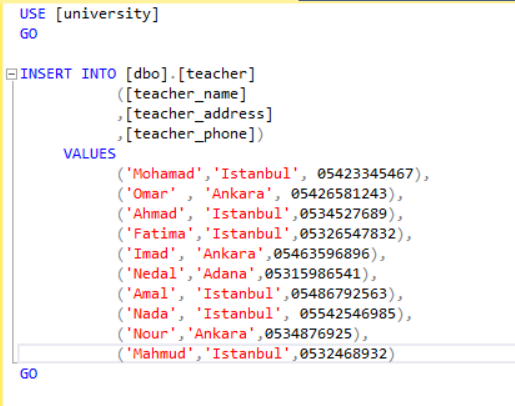 USE [university]
GO
INSERT INTO [dbo].[teacher]
([teacher_name]
,[teacher_address]
,[teacher_phone])
VALUES
('Mohamad','Istanbul', 05423345467),
('Omar' , 'Ankara', 05426581243),
('Ahmad', 'Istanbul',0534527689),
('Fatima','Istanbul',05326547832),
('Imad', 'Ankara',05463596896),
('Nedal','Adana',05315986541),
('Amal', 'Istanbul',05486792563),
('Nada', 'Istanbul', 05542546985),
('Nour','Ankara',0534876925),
('Mahmud','Istanbul',0532468932)
GO